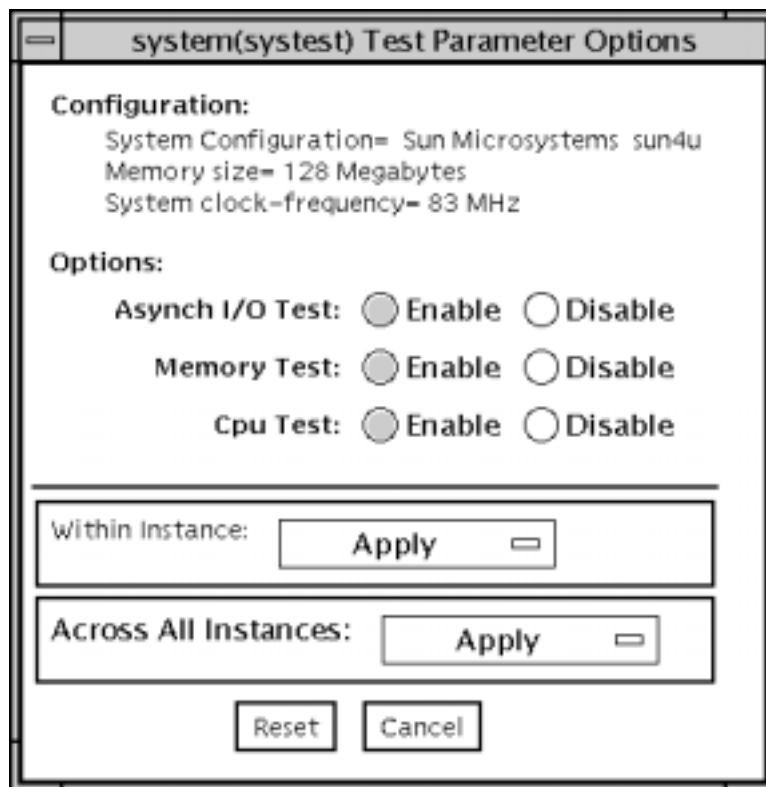 system(systest) Test Parameter Options
Configuration:
System Configuration= Sun Microsystems sun4u
Memory size= 128 Megabytes
System clock-frequency= 83 MHz
Options:
Asynch I/O Test: Enable Disable
Memory Test: Enable Disable
Cpu Test: Enable Disable
Within Instance: Apply
Across All Instances: Apply
Reset Cancel